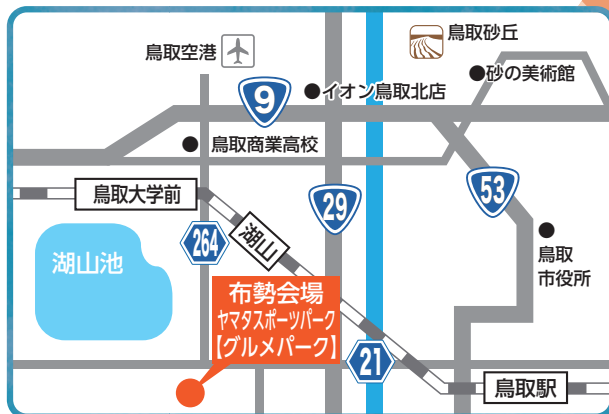 鳥取空港
鳥取砂丘
砂の美術館
イオン鳥取北店
9
鳥取商業高校
鳥取大学前
29
53
264
湖山
湖山池
鳥取
市役所
布勢会場
ヤマタスポーツパーク
【グルメパーク】
21
鳥取駅